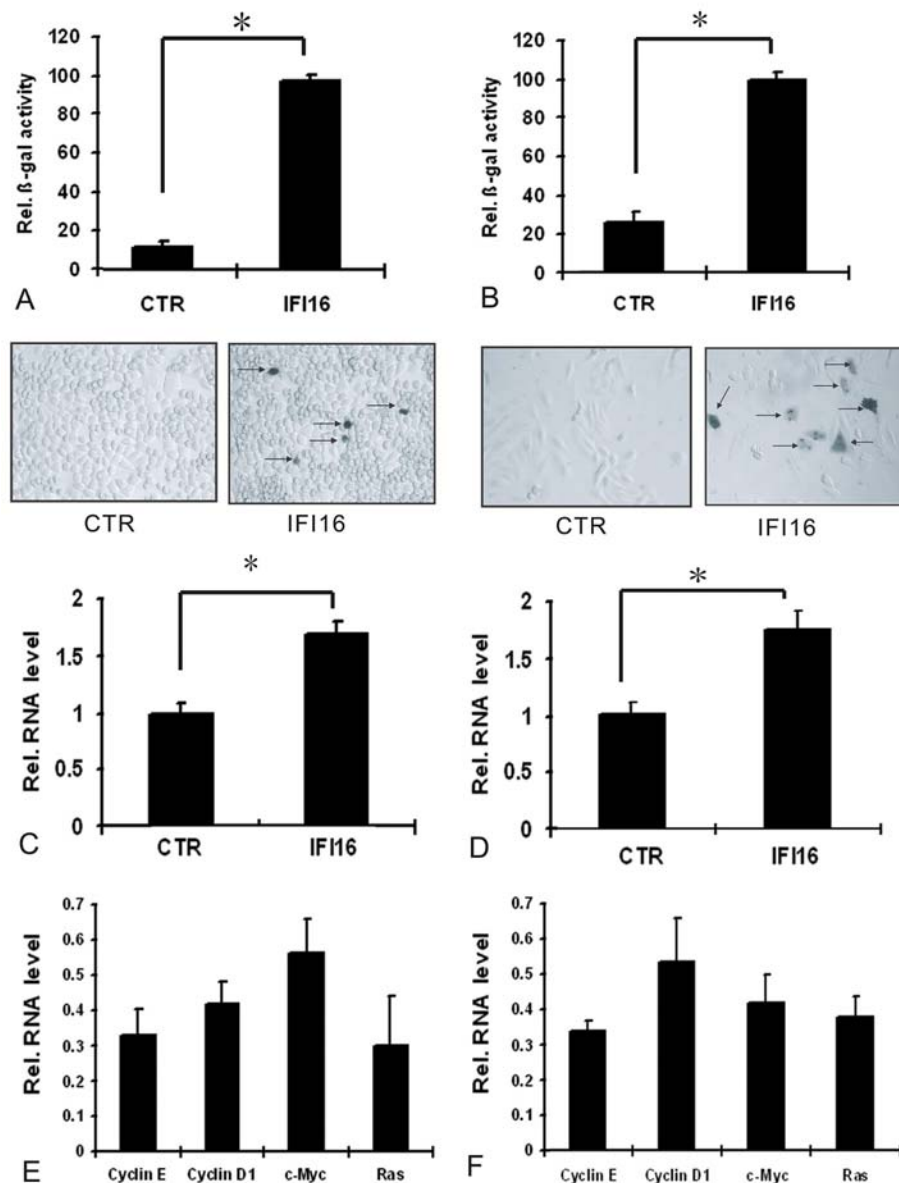 *
120
100
80
60
40
20
0
Rel. ß-gal activity
CTR IFI16
A
*
120
100
80
60
40
20
0
Rel. ß-gal activity
CTR IFI16
B
CTR IFI16
CTR IFI16
*
2
1.5
1
0.5
0
Rel. RNA level
CTR IFI16
C
*
2
1.5
1
0.5
0
Rel. RNA level
CTR IFI16
D
0.7
0.6
0.5
0.4
0.3
0.2
0.1
0
Rel. RNA level
Cyclin E Cyclin D1 c-Myc Ras
E
0.7
0.6
0.5
0.4
0.3
0.2
0.1
0
Rel. RNA level
Cyclin E Cyclin D1 c-Myc Ras
F